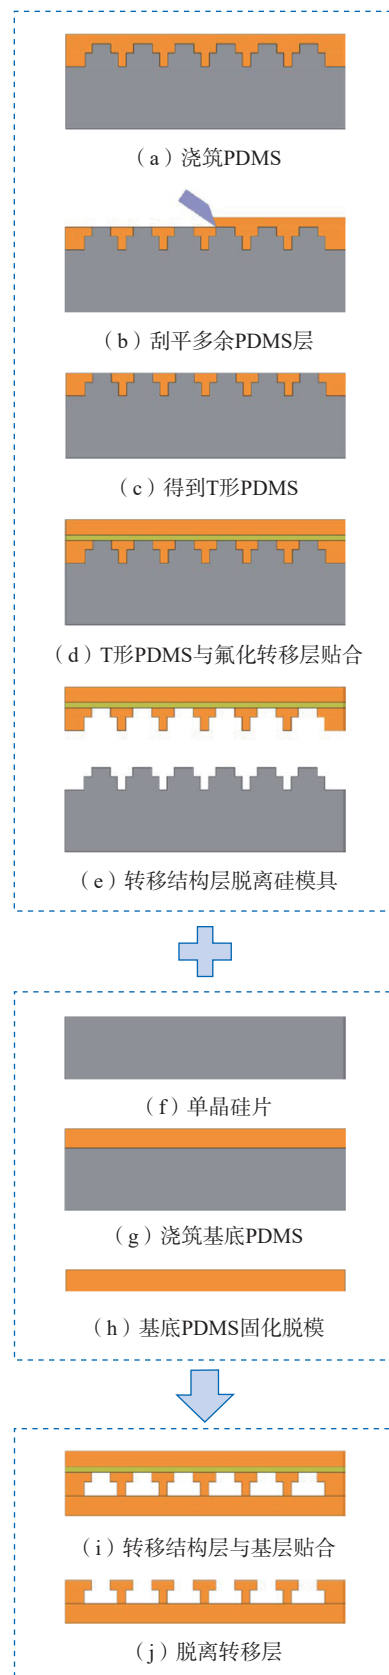 （a）浇筑PDMS
（b）刮平多余PDMS层
（c）得到T形PDMS
（d）T形PDMS与氟化转移层贴合
（e）转移结构层脱离硅模具
（f）单晶硅片
（g）浇筑基底PDMS
（h）基底PDMS固化脱模
（i）转移结构层与基层贴合
（j）脱离转移层